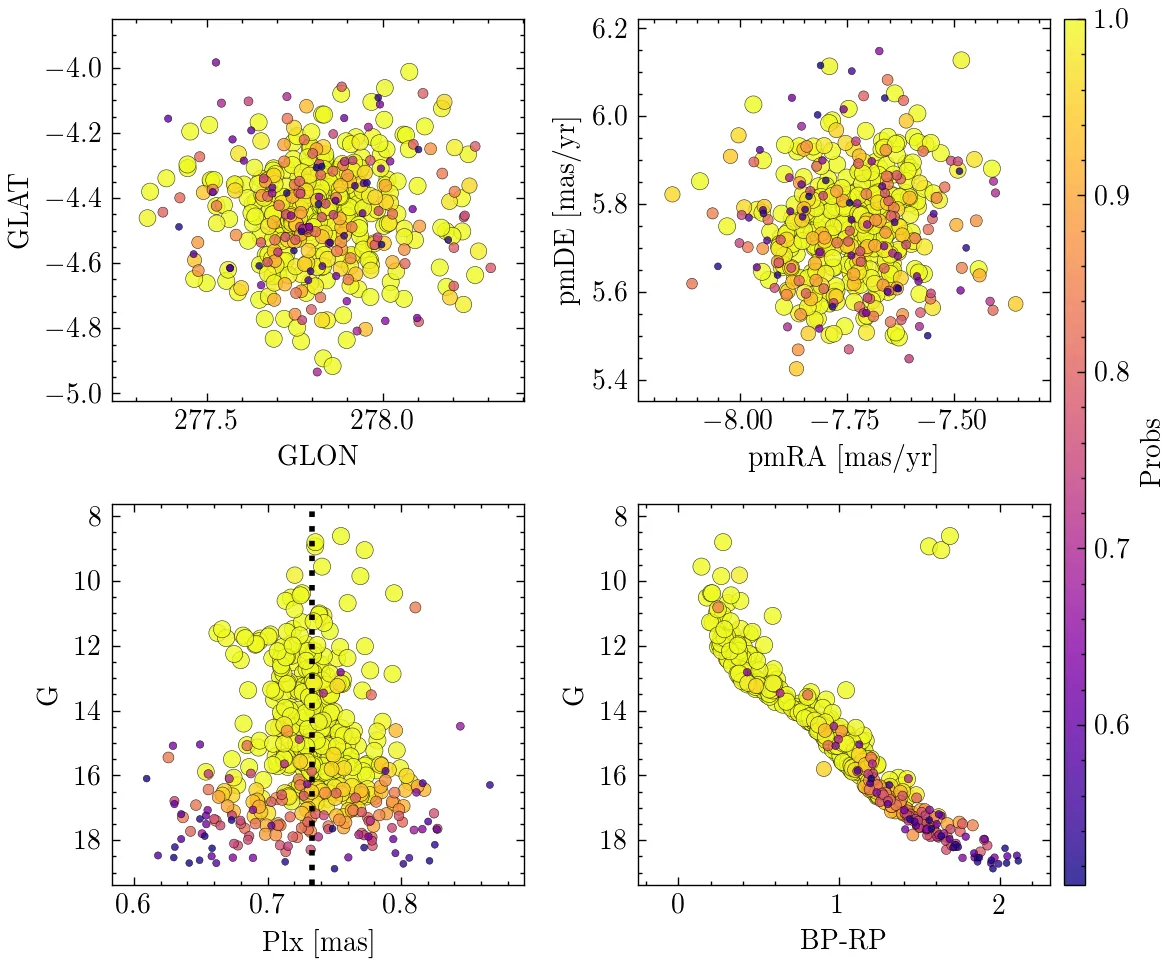 −4.0
−4.2
−4.4
−4.6
−4.8
−5.0
GLAT
277.5 278.0
GLON
6.2
6.0
5.8
5.6
5.4
pmDE [mas/yr]
−8.00 −7.75 −7.50
pmRA [mas/yr]
8
10
12
14
16
18
G
0.6 0.7 0.8
Plx [mas]
8
10
12
14
16
18
G
0 1 2
BP-RP
1.0
0.9
0.8
0.7
0.6
Probs